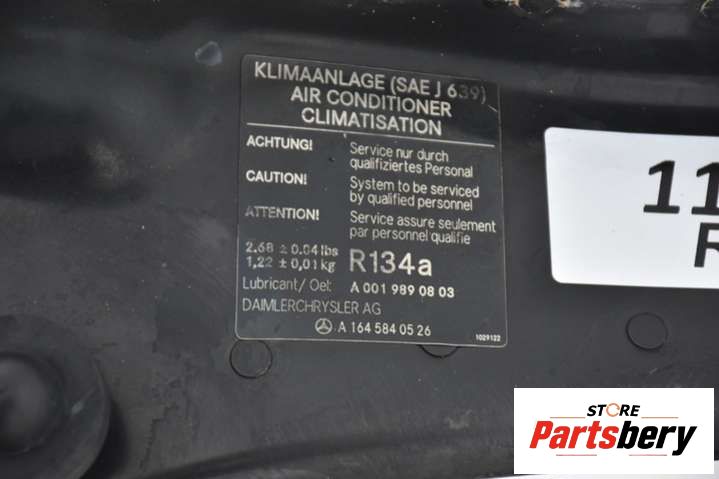 KLIMAANLAGE (SAE J 639)
AIR CONDITIONER
CLIMATISATION
ACHTUNG! Service nur durch
qualifiziertes Personal
CAUTION! System to be serviced
by qualified personnel
ATTENTION! Service assure seulement
par personnel qualifie
2.68 ± 0.04 lbs
1,22 ± 0,01 kg R134a
Lubricant/ Oel: A 001 989 08 03
DAIMLERCHRYSLER AG
A 164 584 05 26 1029122
11
R
STORE
Partsbery